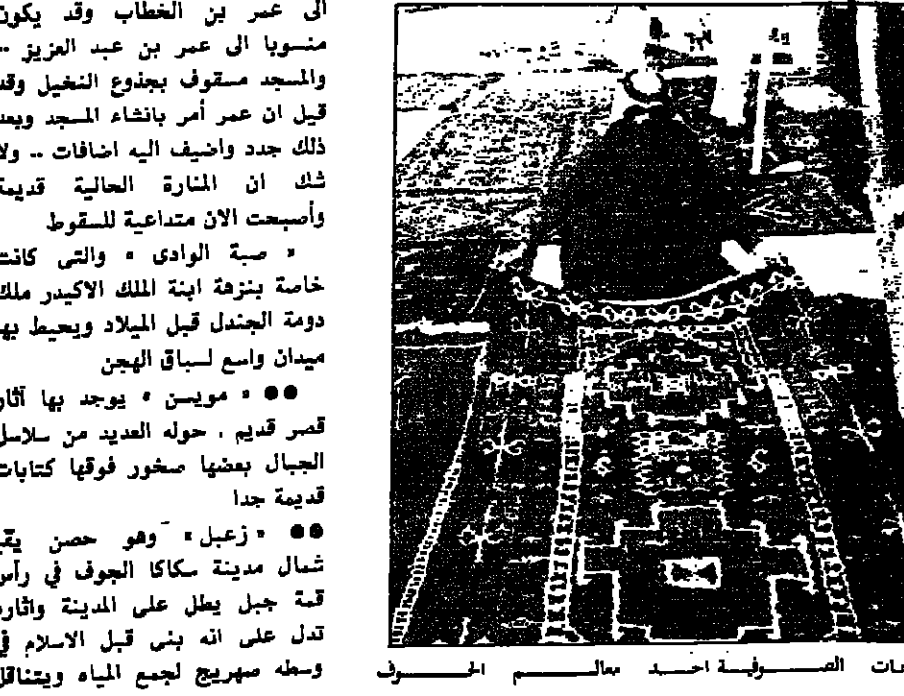 الى عمر بن الخطاب وقد يكون
منسوبا الى عمر بن عبد العزيز ..
والمسجد مسقوف بجذوع النخيل وقد
قيل ان عمر أمر بانشاء المسجد وبعد
ذلك جدد واضيف اليه اضافات .. ولا
شك ان المنارة الحالية قديمة
وأصبحت الان متداعية للسقوط
« صبة الوادى » والتى كانت
خاصة بنزهة ابنة الملك الاكيدر ملك
دومة الجندل قبل الميلاد ويحيط بها
ميدان واسع لسباق الهجن
●● « مويسن » يوجد بها آثار
قصر قديم . حوله العديد من سلاسل
الجبال بعضها صخور فوقها كتابات
قديمة جدا
●● « زعبل » وهو حصن
شمال مدينة سكاكا الجوف في رأس
قمة جبل يطل على المدينة واثاره
تدل على انه بنى قبل الاسلام في
وسطه صهريج لجمع المياه ويتناقل
الصوفية احد معالم الجوف